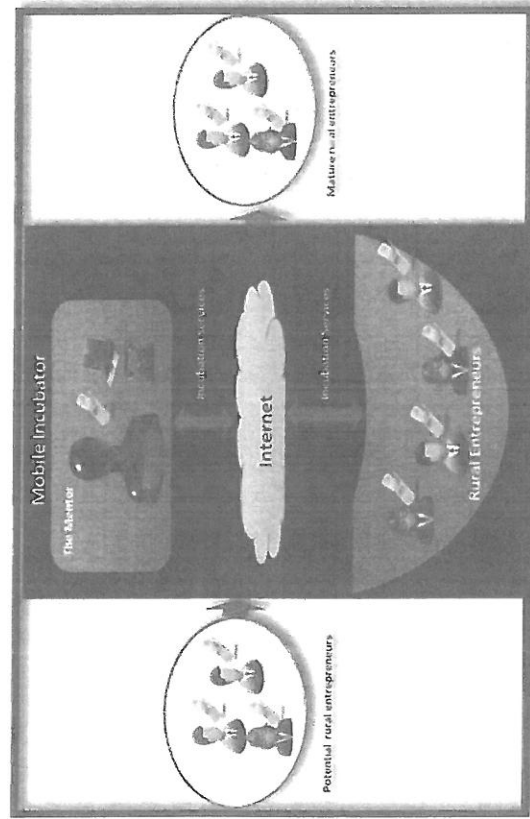 Potential rural entrepreneurs
Mobile Incubator
The Mentor
Incubation Services
Internet
Incubation Services
Rural Entrepreneurs
Mature rural entrepreneurs